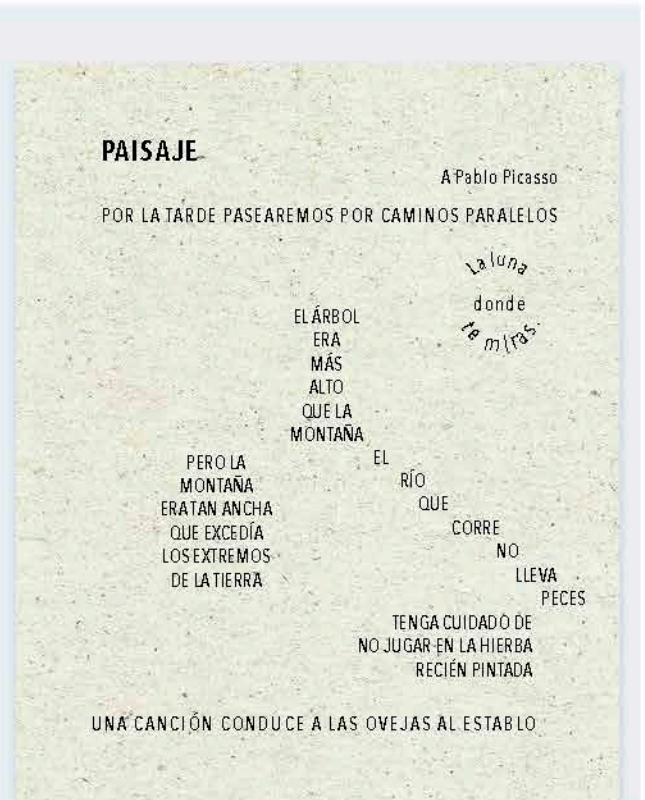 PAISAJE
A Pablo Picasso
POR LA TARDE PASEAREMOS POR CAMINOS PARALELOS
La luna
donde
te miras.
EL ÁRBOL
ERA
MÁS
ALTO
QUE LA
MONTAÑA
PERO LA
MONTAÑA
ERA TAN ANCHA
QUE EXCEDÍA
LOS EXTREMOS
DE LA TIERRA
EL
RÍO
QUE
CORRE
NO
LLEVA
PECES
TENGA CUIDADO DE
NO JUGAR EN LA HIERBA
RECIÉN PINTADA
UNA CANCIÓN CONDUCE A LAS OVEJAS AL ESTABLO